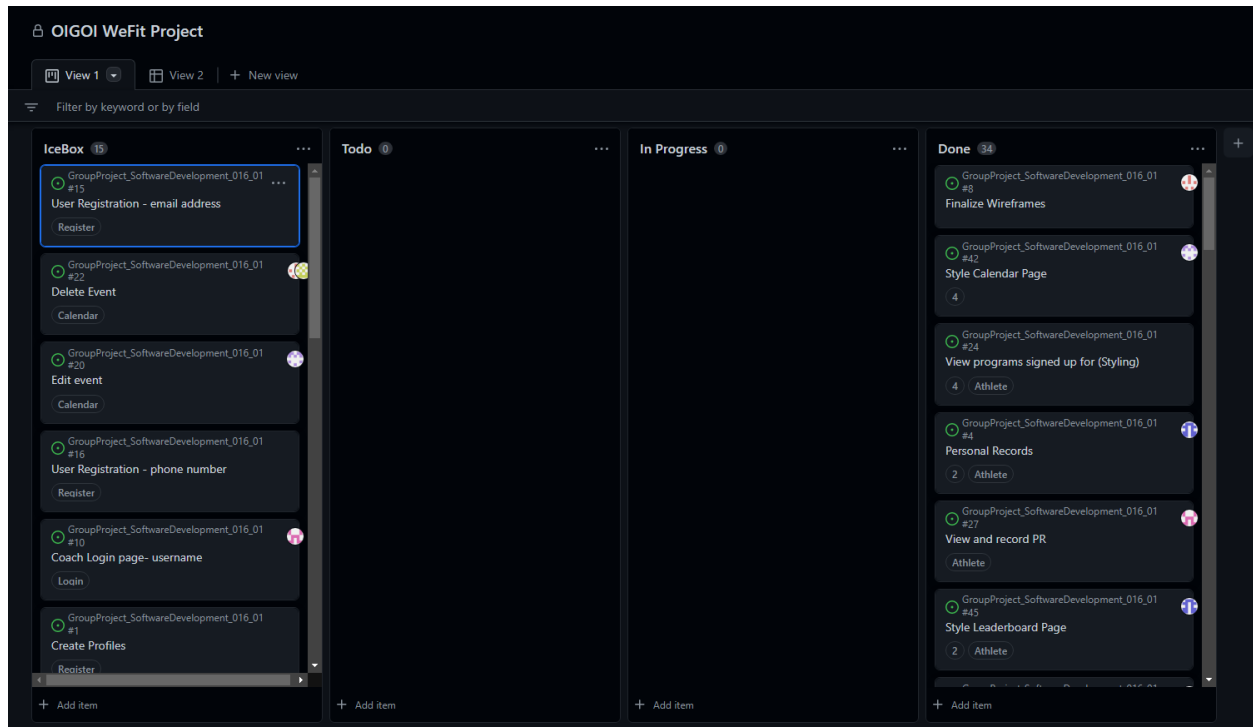 OIGOI WeFit Project
View 1
View 2
New view
Filter by keyword or by field
IceBox 15
GroupProject_SoftwareDevelopment_016_01
#15
User Registration - email address
Register
GroupProject_SoftwareDevelopment_016_01
#22
Delete Event
Calendar
GroupProject_SoftwareDevelopment_016_01
#20
Edit event
Calendar
GroupProject_SoftwareDevelopment_016_01
#16
User Registration - phone number
Register
GroupProject_SoftwareDevelopment_016_01
#10
Coach Login page- username
Login
GroupProject_SoftwareDevelopment_016_01
#1
Create Profiles
Register
+ Add item
Todo 0
+ Add item
In Progress 0
+ Add item
Done 34
GroupProject_SoftwareDevelopment_016_01
#8
Finalize Wireframes
GroupProject_SoftwareDevelopment_016_01
#42
Style Calendar Page
4
GroupProject_SoftwareDevelopment_016_01
#24
View programs signed up for (Styling)
4 Athlete
GroupProject_SoftwareDevelopment_016_01
#4
Personal Records
2 Athlete
GroupProject_SoftwareDevelopment_016_01
#27
View and record PR
Athlete
GroupProject_SoftwareDevelopment_016_01
#45
Style Leaderboard Page
2 Athlete
+ Add item